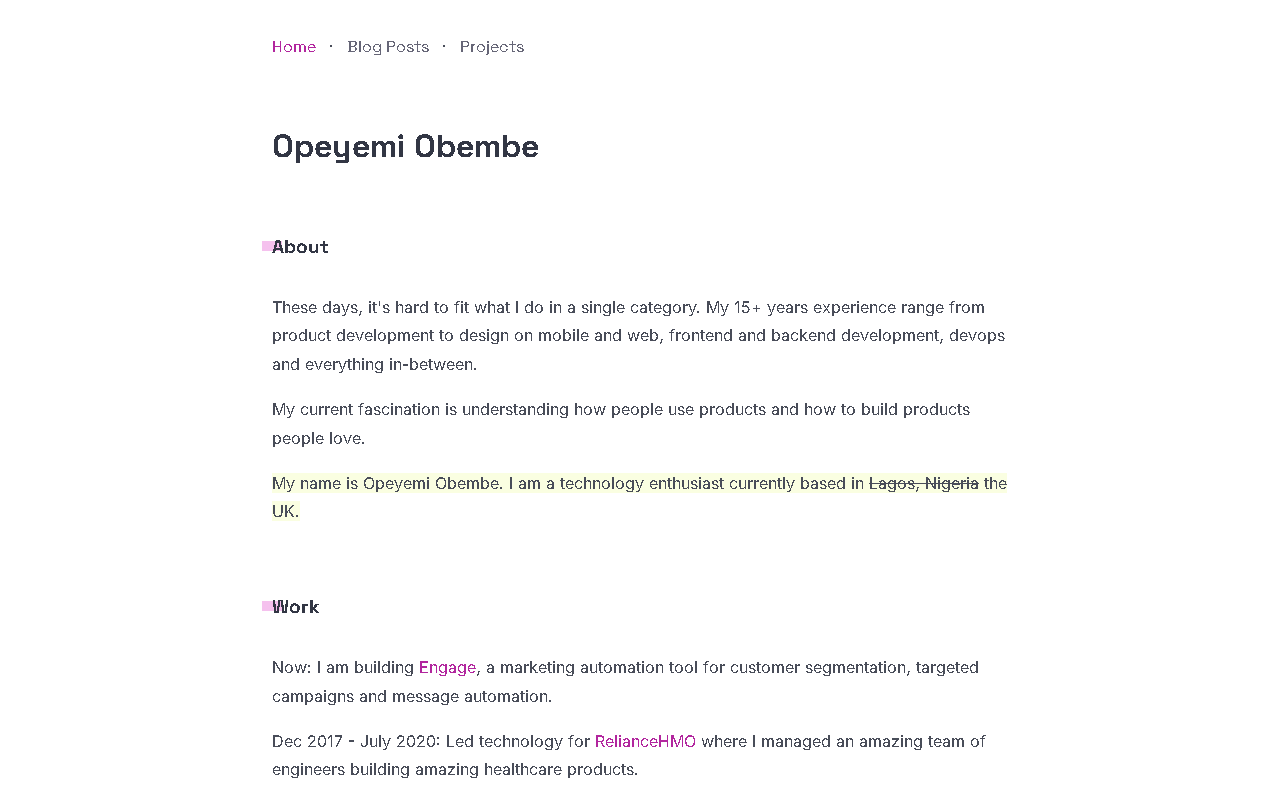 Home · Blog Posts · Projects
Opeyemi Obembe
About
These days, it's hard to fit what I do in a single category. My 15+ years experience range from
product development to design on mobile and web, frontend and backend development, devops
and everything in-between.
My current fascination is understanding how people use products and how to build products
people love.
My name is Opeyemi Obembe. I am a technology enthusiast currently based in Lagos, Nigeria the
UK.
Work
Now: I am building Engage, a marketing automation tool for customer segmentation, targeted
campaigns and message automation.
Dec 2017 - July 2020: Led technology for RelianceHMO where I managed an amazing team of
engineers building amazing healthcare products.